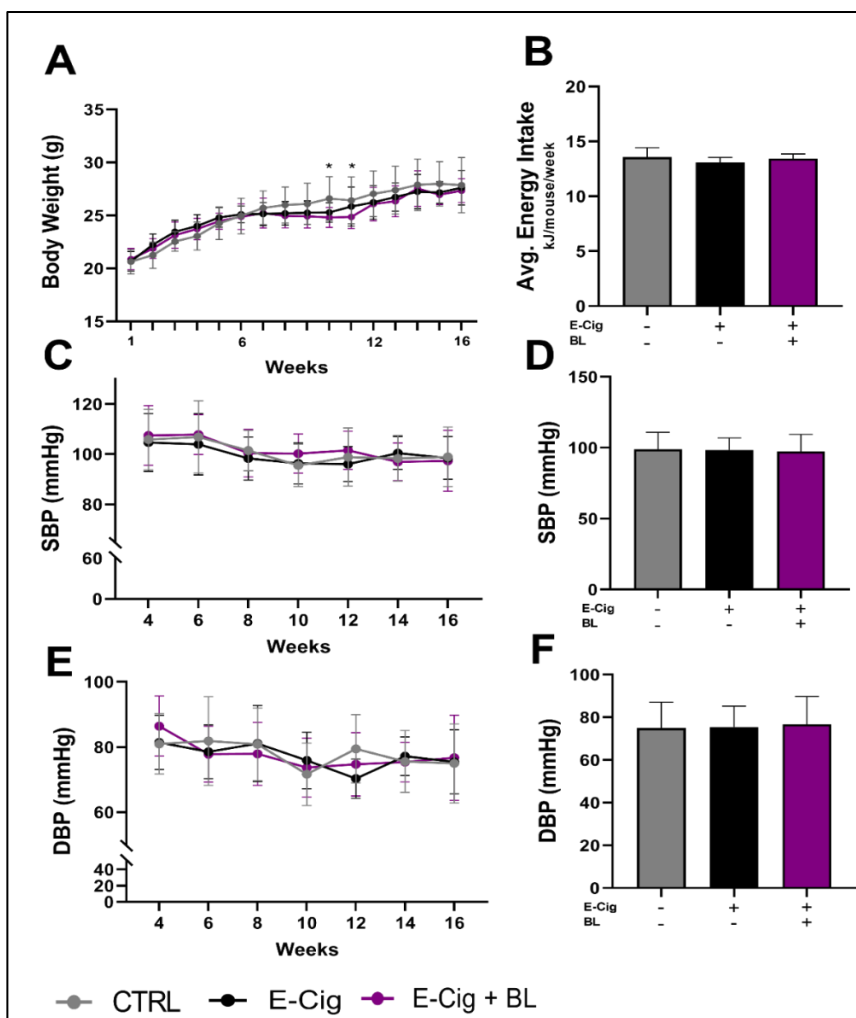 A
Body Weight (g)
35
30
25
20
15
1 6 12 16
Weeks
* *
B
Avg. Energy Intake
kJ/mouse/week
20
15
10
5
0
E-Cig - + +
BL - - +
C
SBP (mmHg)
120
100
80
60
0
4 6 8 10 12 14 16
Weeks
D
SBP (mmHg)
150
100
50
0
E-Cig - + +
BL - - +
E
DBP (mmHg)
100
80
60
40
20
0
4 6 8 10 12 14 16
Weeks
F
DBP (mmHg)
100
80
60
40
20
0
E-Cig - + +
BL - - +
CTRL E-Cig E-Cig + BL